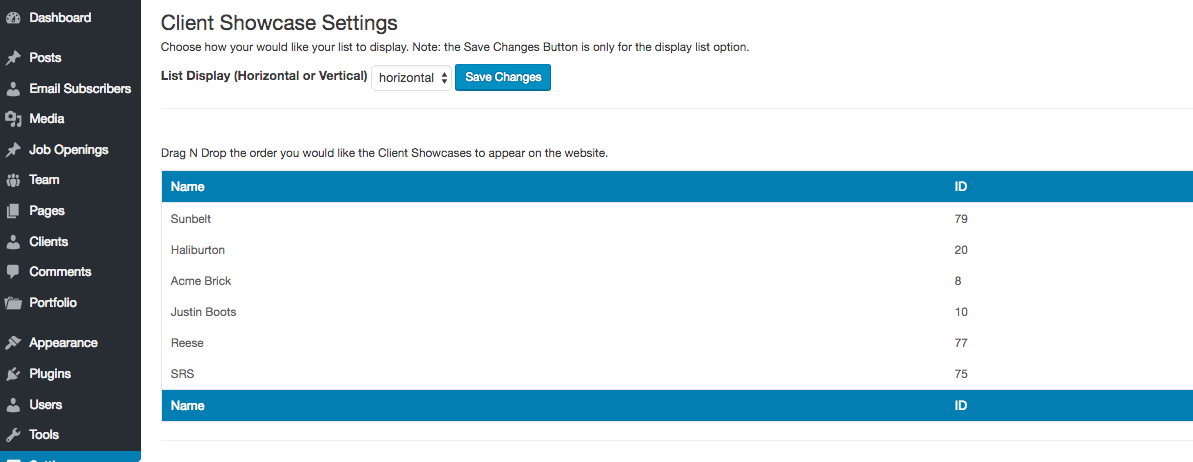 Dashboard
Posts
Email Subscribers
Media
Job Openings
Team
Pages
Clients
Comments
Portfolio
Appearance
Plugins
Users
Tools
Client Showcase Settings
Choose how your would like your list to display. Note: the Save Changes Button is only for the display list option.
List Display (Horizontal or Vertical) horizontal Save Changes
Drag N Drop the order you would like the Client Showcases to appear on the website.
Name ID
Sunbelt 79
Haliburton 20
Acme Brick 8
Justin Boots 10
Reese 77
SRS 75
Name ID